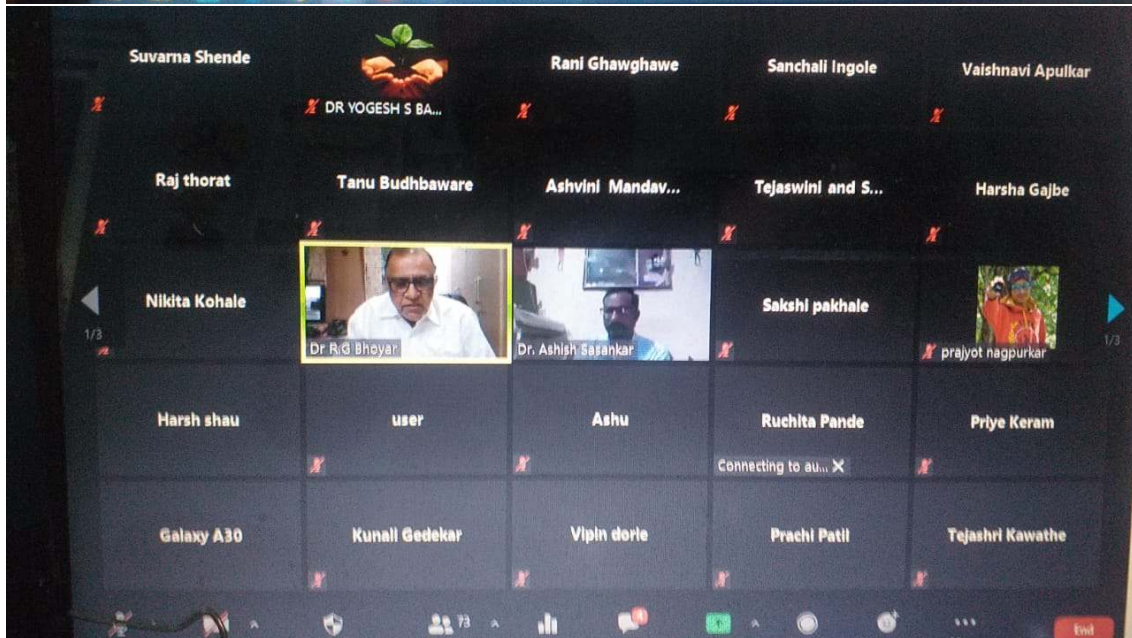 Suvarna Shende
DR YOGESH S BA...
Rani Ghawghawe
Sanchali Ingole
Vaishnavi Apulkar
Raj thorat
Tanu Budhbaware
Ashvini Mandav...
Tejaswini and S...
Harsha Gajbe
Nikita Kohale
Dr R.G Bhoyar
Dr. Ashish Sasankar
Sakshi pakhale
prajyot nagpurkar
1/3
1/3
Harsh shau
user
Ashu
Ruchita Pande
Connecting to au...
Priye Keram
Galaxy A30
Kunali Gedekar
Vipin dorle
Prachi Patil
Tejashri Kawathe
73
End